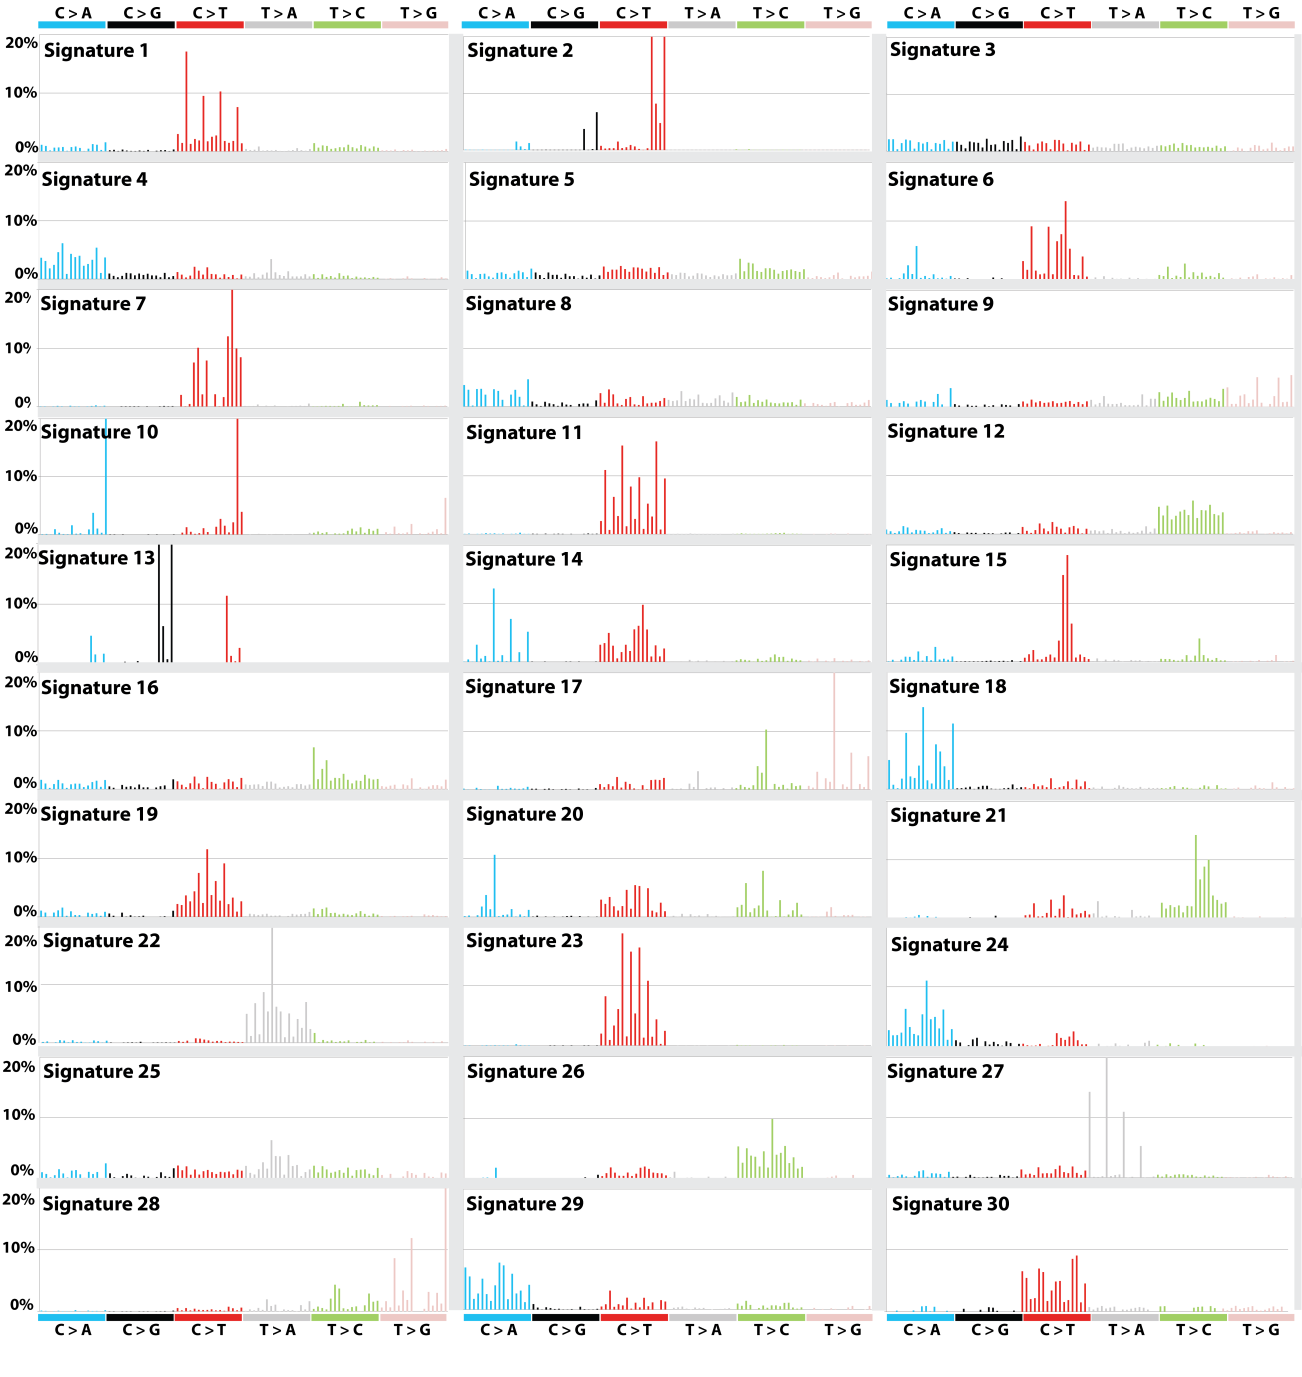 C > A C > G C > T T > A T > C T > G C > A C > G C > T T > A T > C T > G C > A C > G C > T T > A T > C T > G
20% Signature 1 Signature 2 Signature 3
10%
0%
20% Signature 4 Signature 5 Signature 6
10%
0%
20% Signature 7 Signature 8 Signature 9
10%
0%
20% Signature 10 Signature 11 Signature 12
10%
0%
20% Signature 13 Signature 14 Signature 15
10%
0%
20% Signature 16 Signature 17 Signature 18
10%
0%
20% Signature 19 Signature 20 Signature 21
10%
0%
20% Signature 22 Signature 23 Signature 24
10%
0%
20% Signature 25 Signature 26 Signature 27
10%
0%
20% Signature 28 Signature 29 Signature 30
10%
0%
C > A C > G C > T T > A T > C T > G C > A C > G C > T T > A T > C T > G C > A C > G C > T T > A T > C T > G